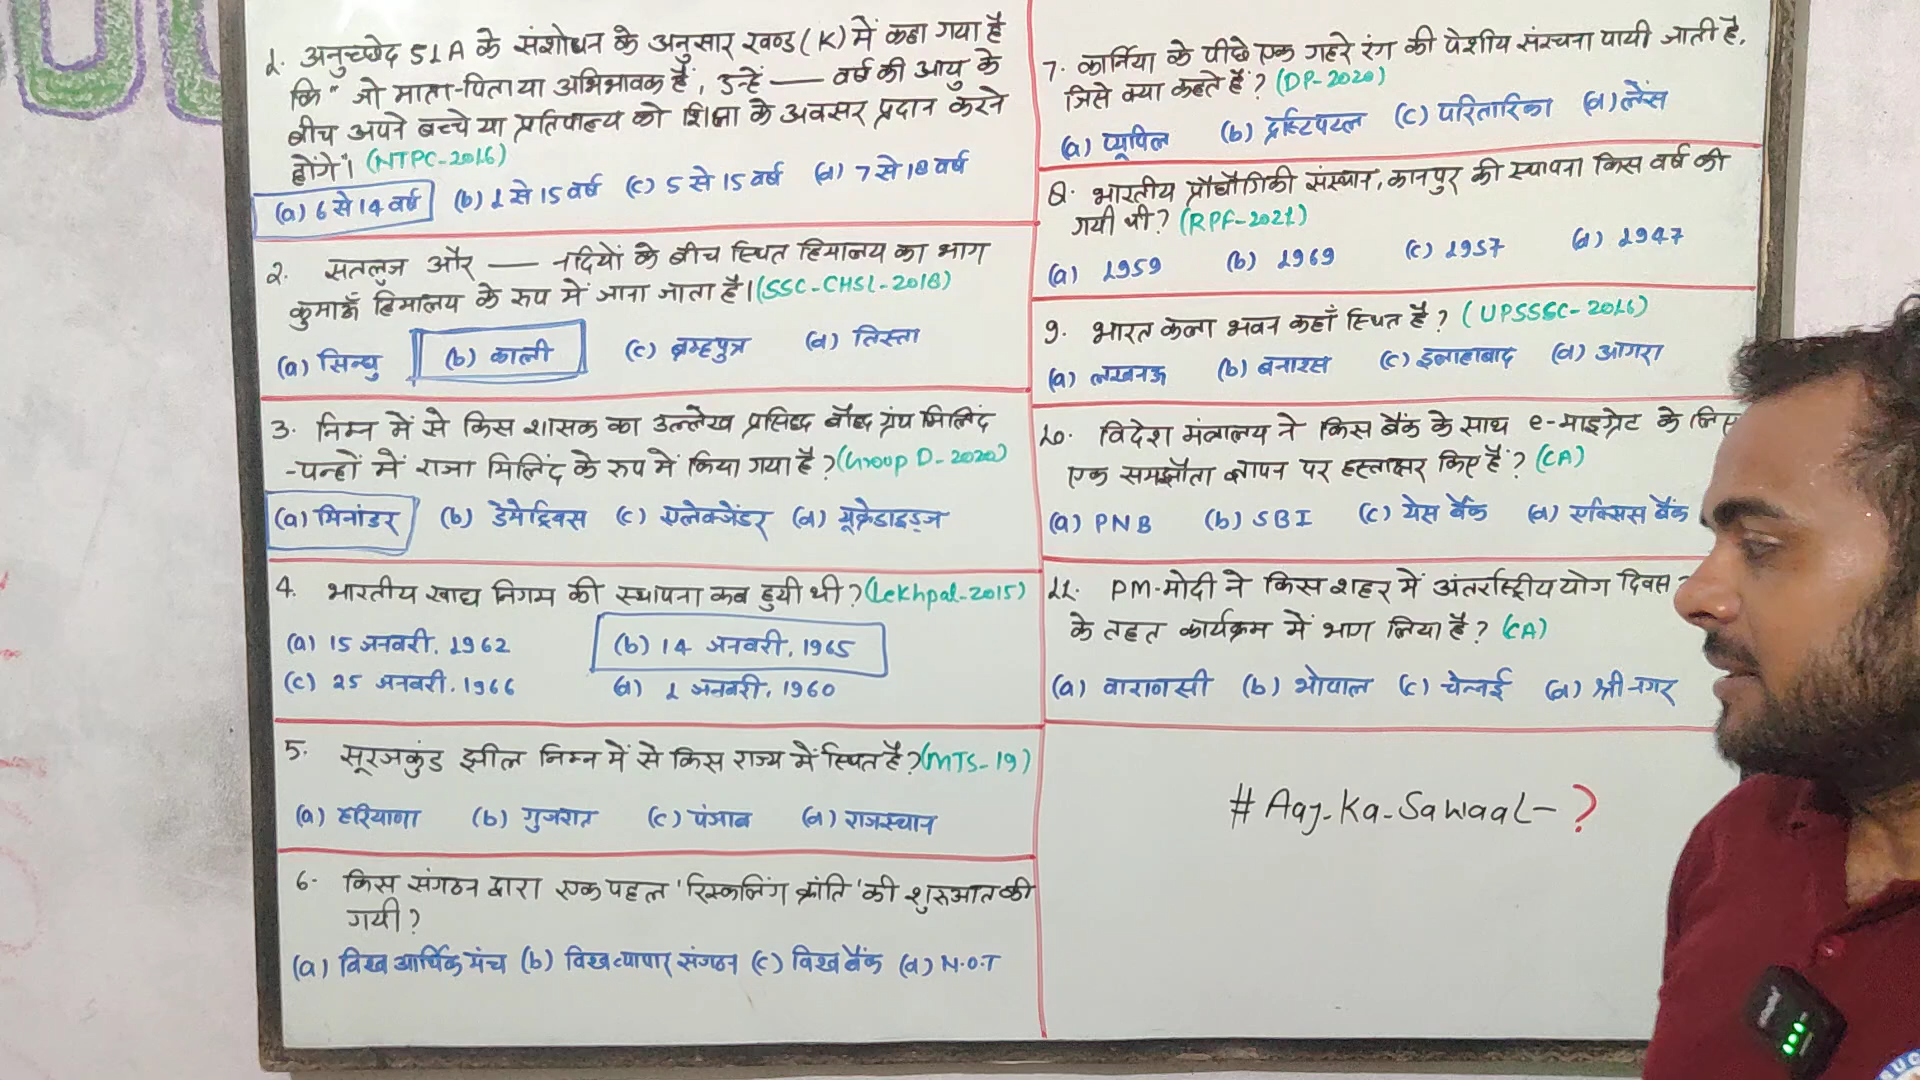 1. अनुच्छेद 51A के संशोधन के अनुसार खण्ड (K) में कहा गया है
कि "जो माता-पिता या अभिभावक हैं, उन्हें — वर्ष की आयु के
बीच अपने बच्चे या प्रतिपाल्य को शिक्षा के अवसर प्रदान करने
होंगे"। (NTPC-2016)
(a) 6 से 14 वर्ष (b) 1 से 15 वर्ष (c) 5 से 15 वर्ष (d) 7 से 18 वर्ष
2. सतलुज और — नदियों के बीच स्थित हिमालय का भाग
कुमाऊँ हिमालय के रूप में जाना जाता है। (SSC-CHSL-2018)
(a) सिन्धु (b) काली (c) ब्रम्हपुत्र (d) तिस्ता
3. निम्न में से किस शासक का उल्लेख प्रसिद्ध बौद्ध ग्रंथ मिलिंद
-पन्हों में राजा मिलिंद के रूप में किया गया है? (Group D-2020)
(a) मिनांडर (b) डेमेट्रियस (c) एलेक्जेंडर (d) यूक्रेडाइड्ज
4. भारतीय खाद्य निगम की स्थापना कब हुयी थी? (Lekhpal-2015)
(a) 15 जनवरी, 1962 (b) 14 जनवरी, 1965
(c) 25 जनवरी, 1966 (d) 1 जनवरी, 1960
5. सूरजकुंड झील निम्न में से किस राज्य में स्थित है? (MTS-19)
(a) हरियाणा (b) गुजरात (c) पंजाब (d) राजस्थान
6. किस संगठन द्वारा एक पहल 'रिस्कलिंग क्रांति' की शुरुआत की
गयी?
(a) विश्व आर्थिक मंच (b) विश्व व्यापार संगठन (c) विश्व बैंक (d) N.O.T
7. कार्निया के पीछे एक गहरे रंग की पेशीय संरचना पायी जाती है,
जिसे क्या कहते हैं? (DP-2020)
(a) प्यूपिल (b) दृष्टिपटल (c) परितारिका (d) लेंस
8. भारतीय प्रौद्योगिकी संस्थान, कानपुर की स्थापना किस वर्ष की
गयी थी? (RPF-2021)
(a) 1959 (b) 1969 (c) 1957 (d) 1947
9. भारत कला भवन कहाँ स्थित है? (UPSSSC-2016)
(a) लखनऊ (b) बनारस (c) इलाहाबाद (d) आगरा
10. विदेश मंत्रालय ने किस बैंक के साथ e-माइग्रेट के लिए
एक समझौता ज्ञापन पर हस्ताक्षर किए हैं? (CA)
(a) PNB (b) SBI (c) येस बैंक (d) एक्सिस बैंक
11. PM-मोदी ने किस शहर में अंतर्राष्ट्रीय योग दिवस
के तहत कार्यक्रम में भाग लिया है? (CA)
(a) वाराणसी (b) भोपाल (c) चेन्नई (d) श्रीनगर
#Aaj-Ka-Sawaal-?